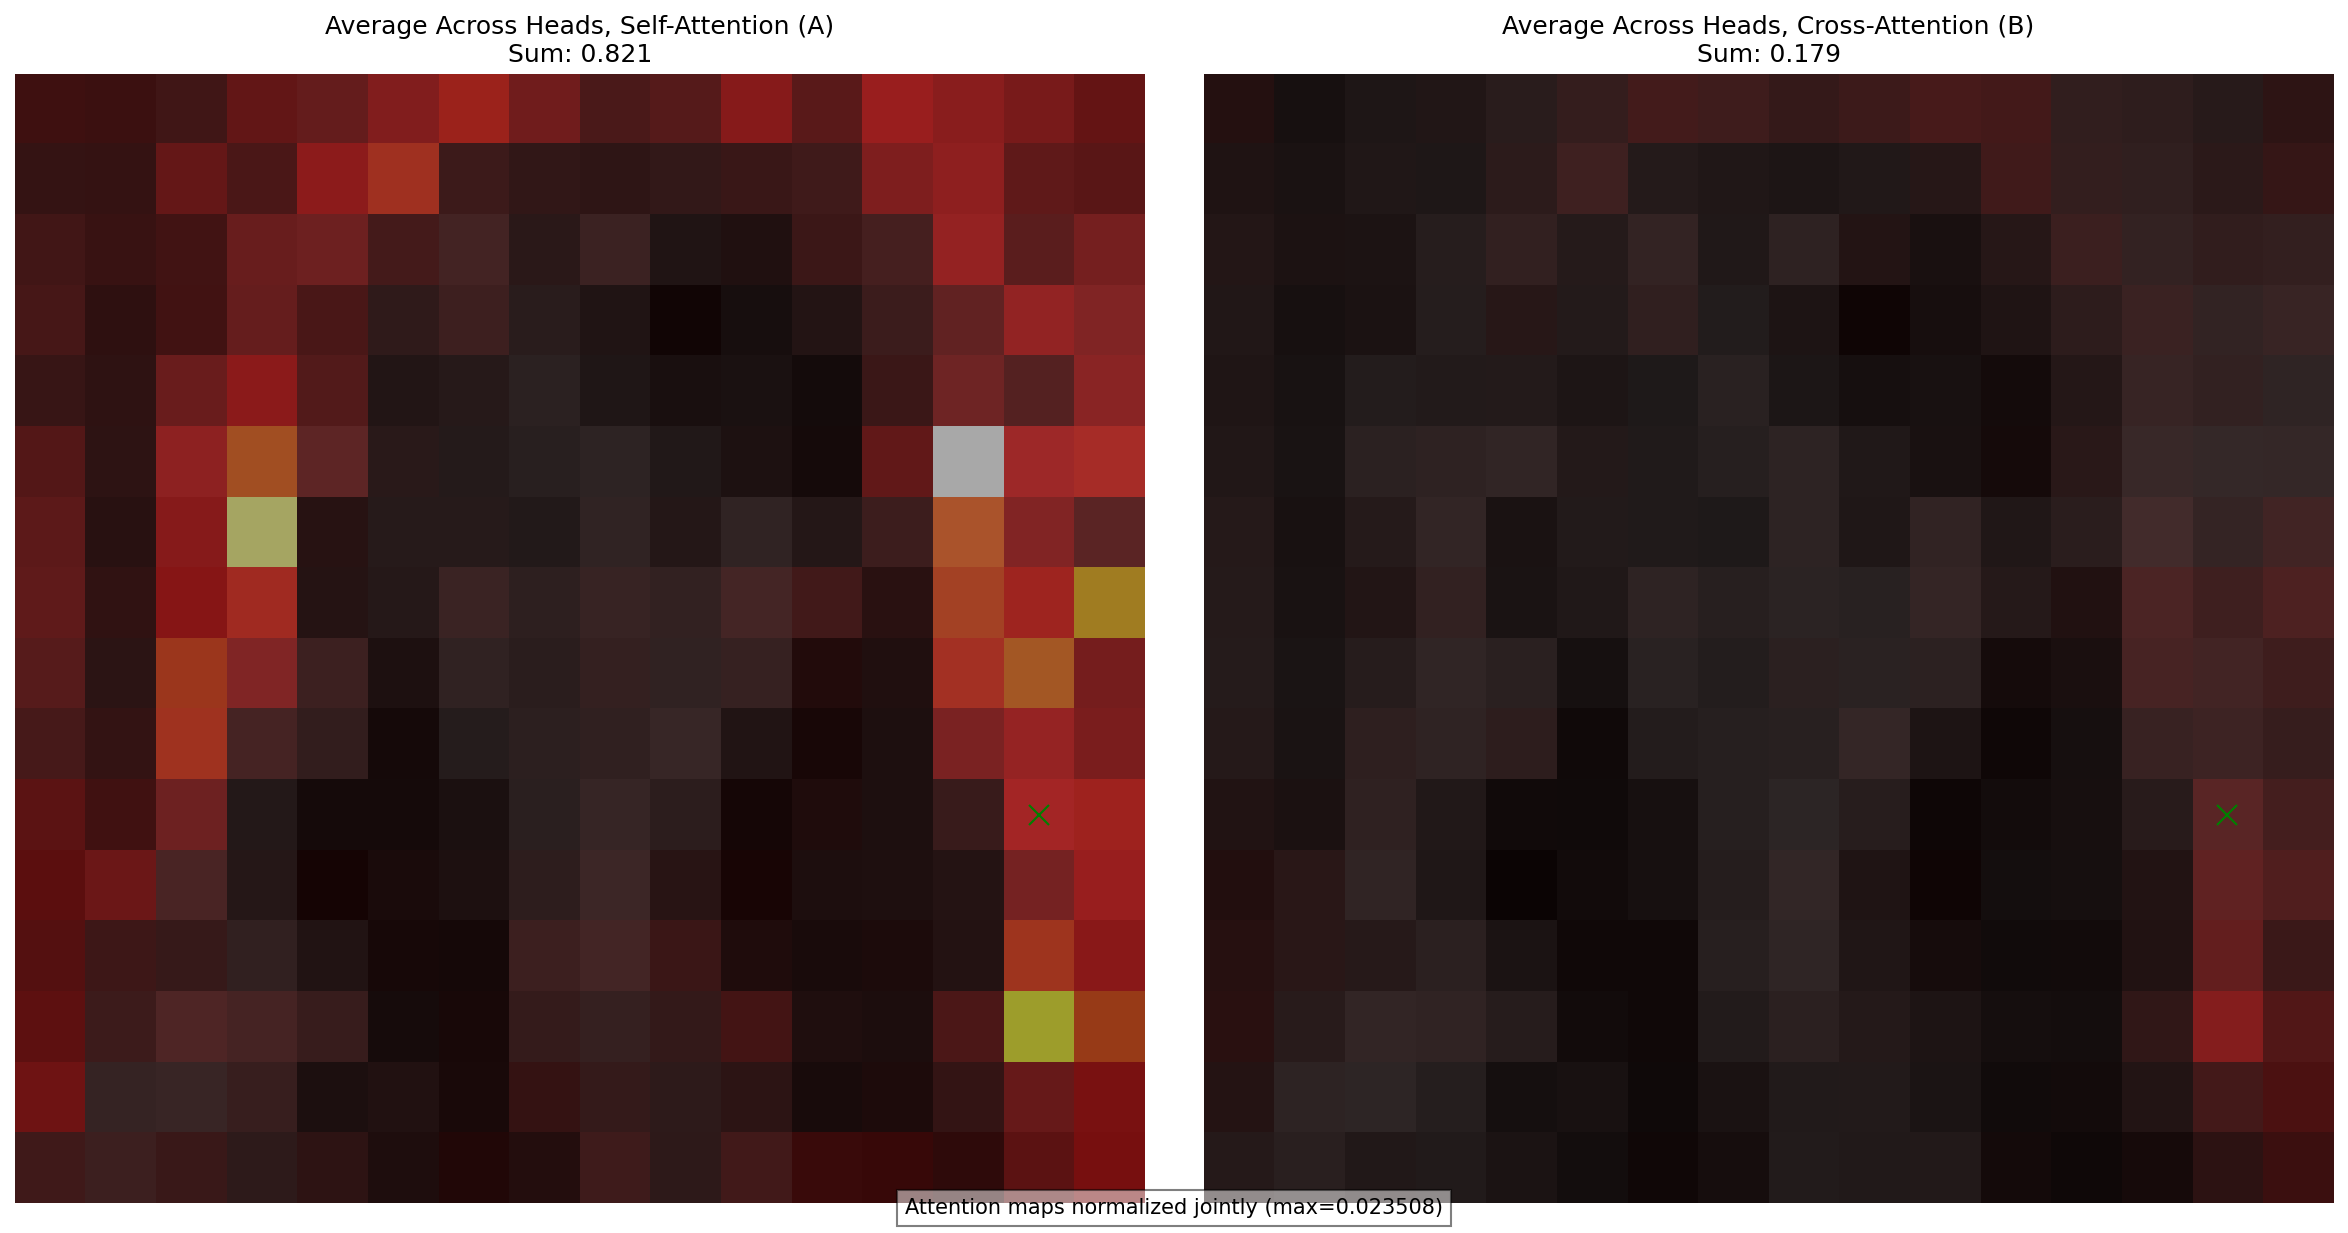 Average Across Heads, Self-Attention (A)
Sum: 0.821
Average Across Heads, Cross-Attention (B)
Sum: 0.179
Attention maps normalized jointly (max=0.023508)